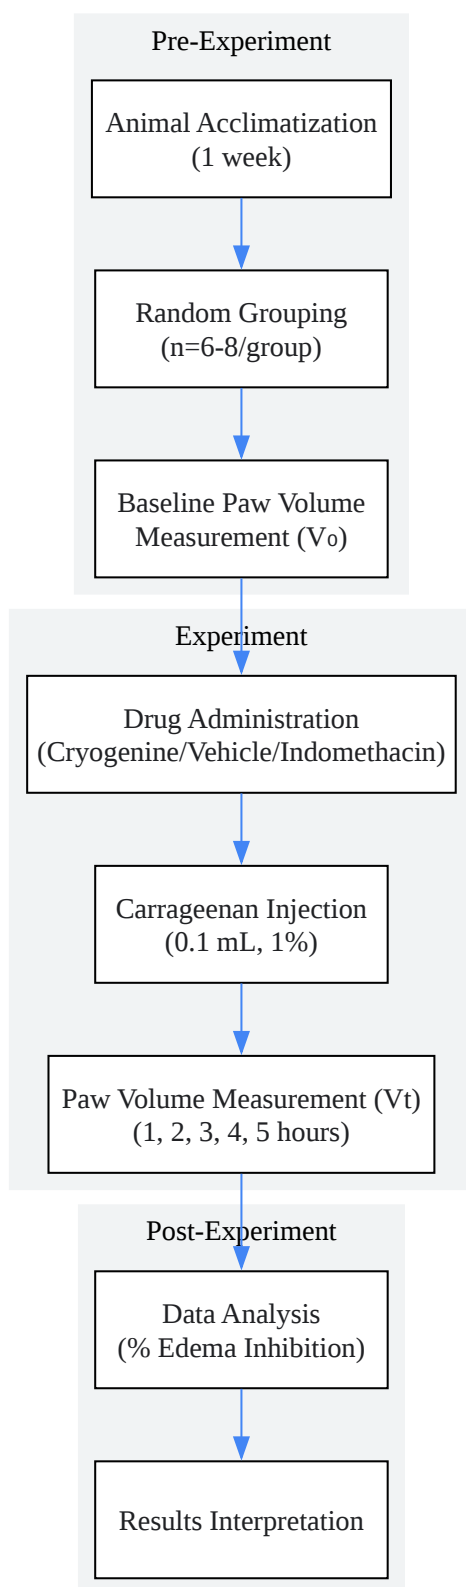 Pre-Experiment
Animal Acclimatization
(1 week)
Random Grouping
(n=6-8/group)
Baseline Paw Volume
Measurement (V₀)
Experiment
Drug Administration
(Cryogenine/Vehicle/Indomethacin)
Carrageenan Injection
(0.1 mL, 1%)
Paw Volume Measurement (Vt)
(1, 2, 3, 4, 5 hours)
Post-Experiment
Data Analysis
(% Edema Inhibition)
Results Interpretation